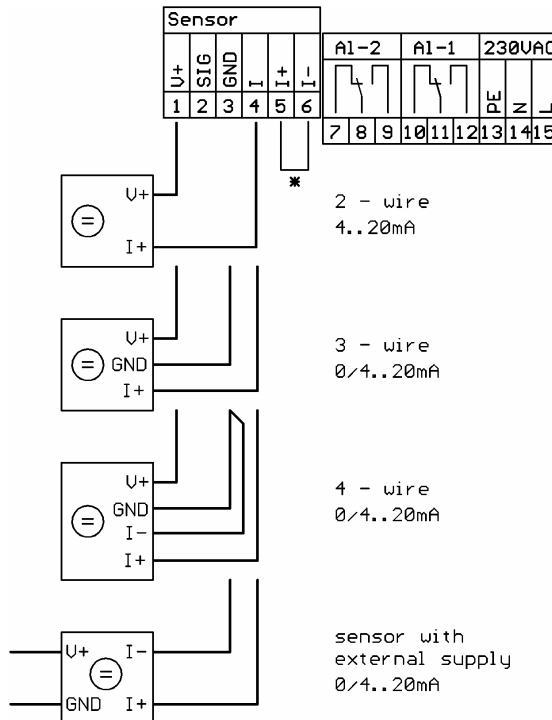 Sensor
V+ SIG GND I I+ I-
1 2 3 4 5 6
Al-2 Al-1 230VAC
PE N L
7 8 9 10 11 12 13 14 15
*
V+
I+
2 - wire
4..20mA
V+
GND
I+
3 - wire
0/4..20mA
V+
GND
I-
I+
4 - wire
0/4..20mA
V+ I-
GND I+
sensor with
external supply
0/4..20mA